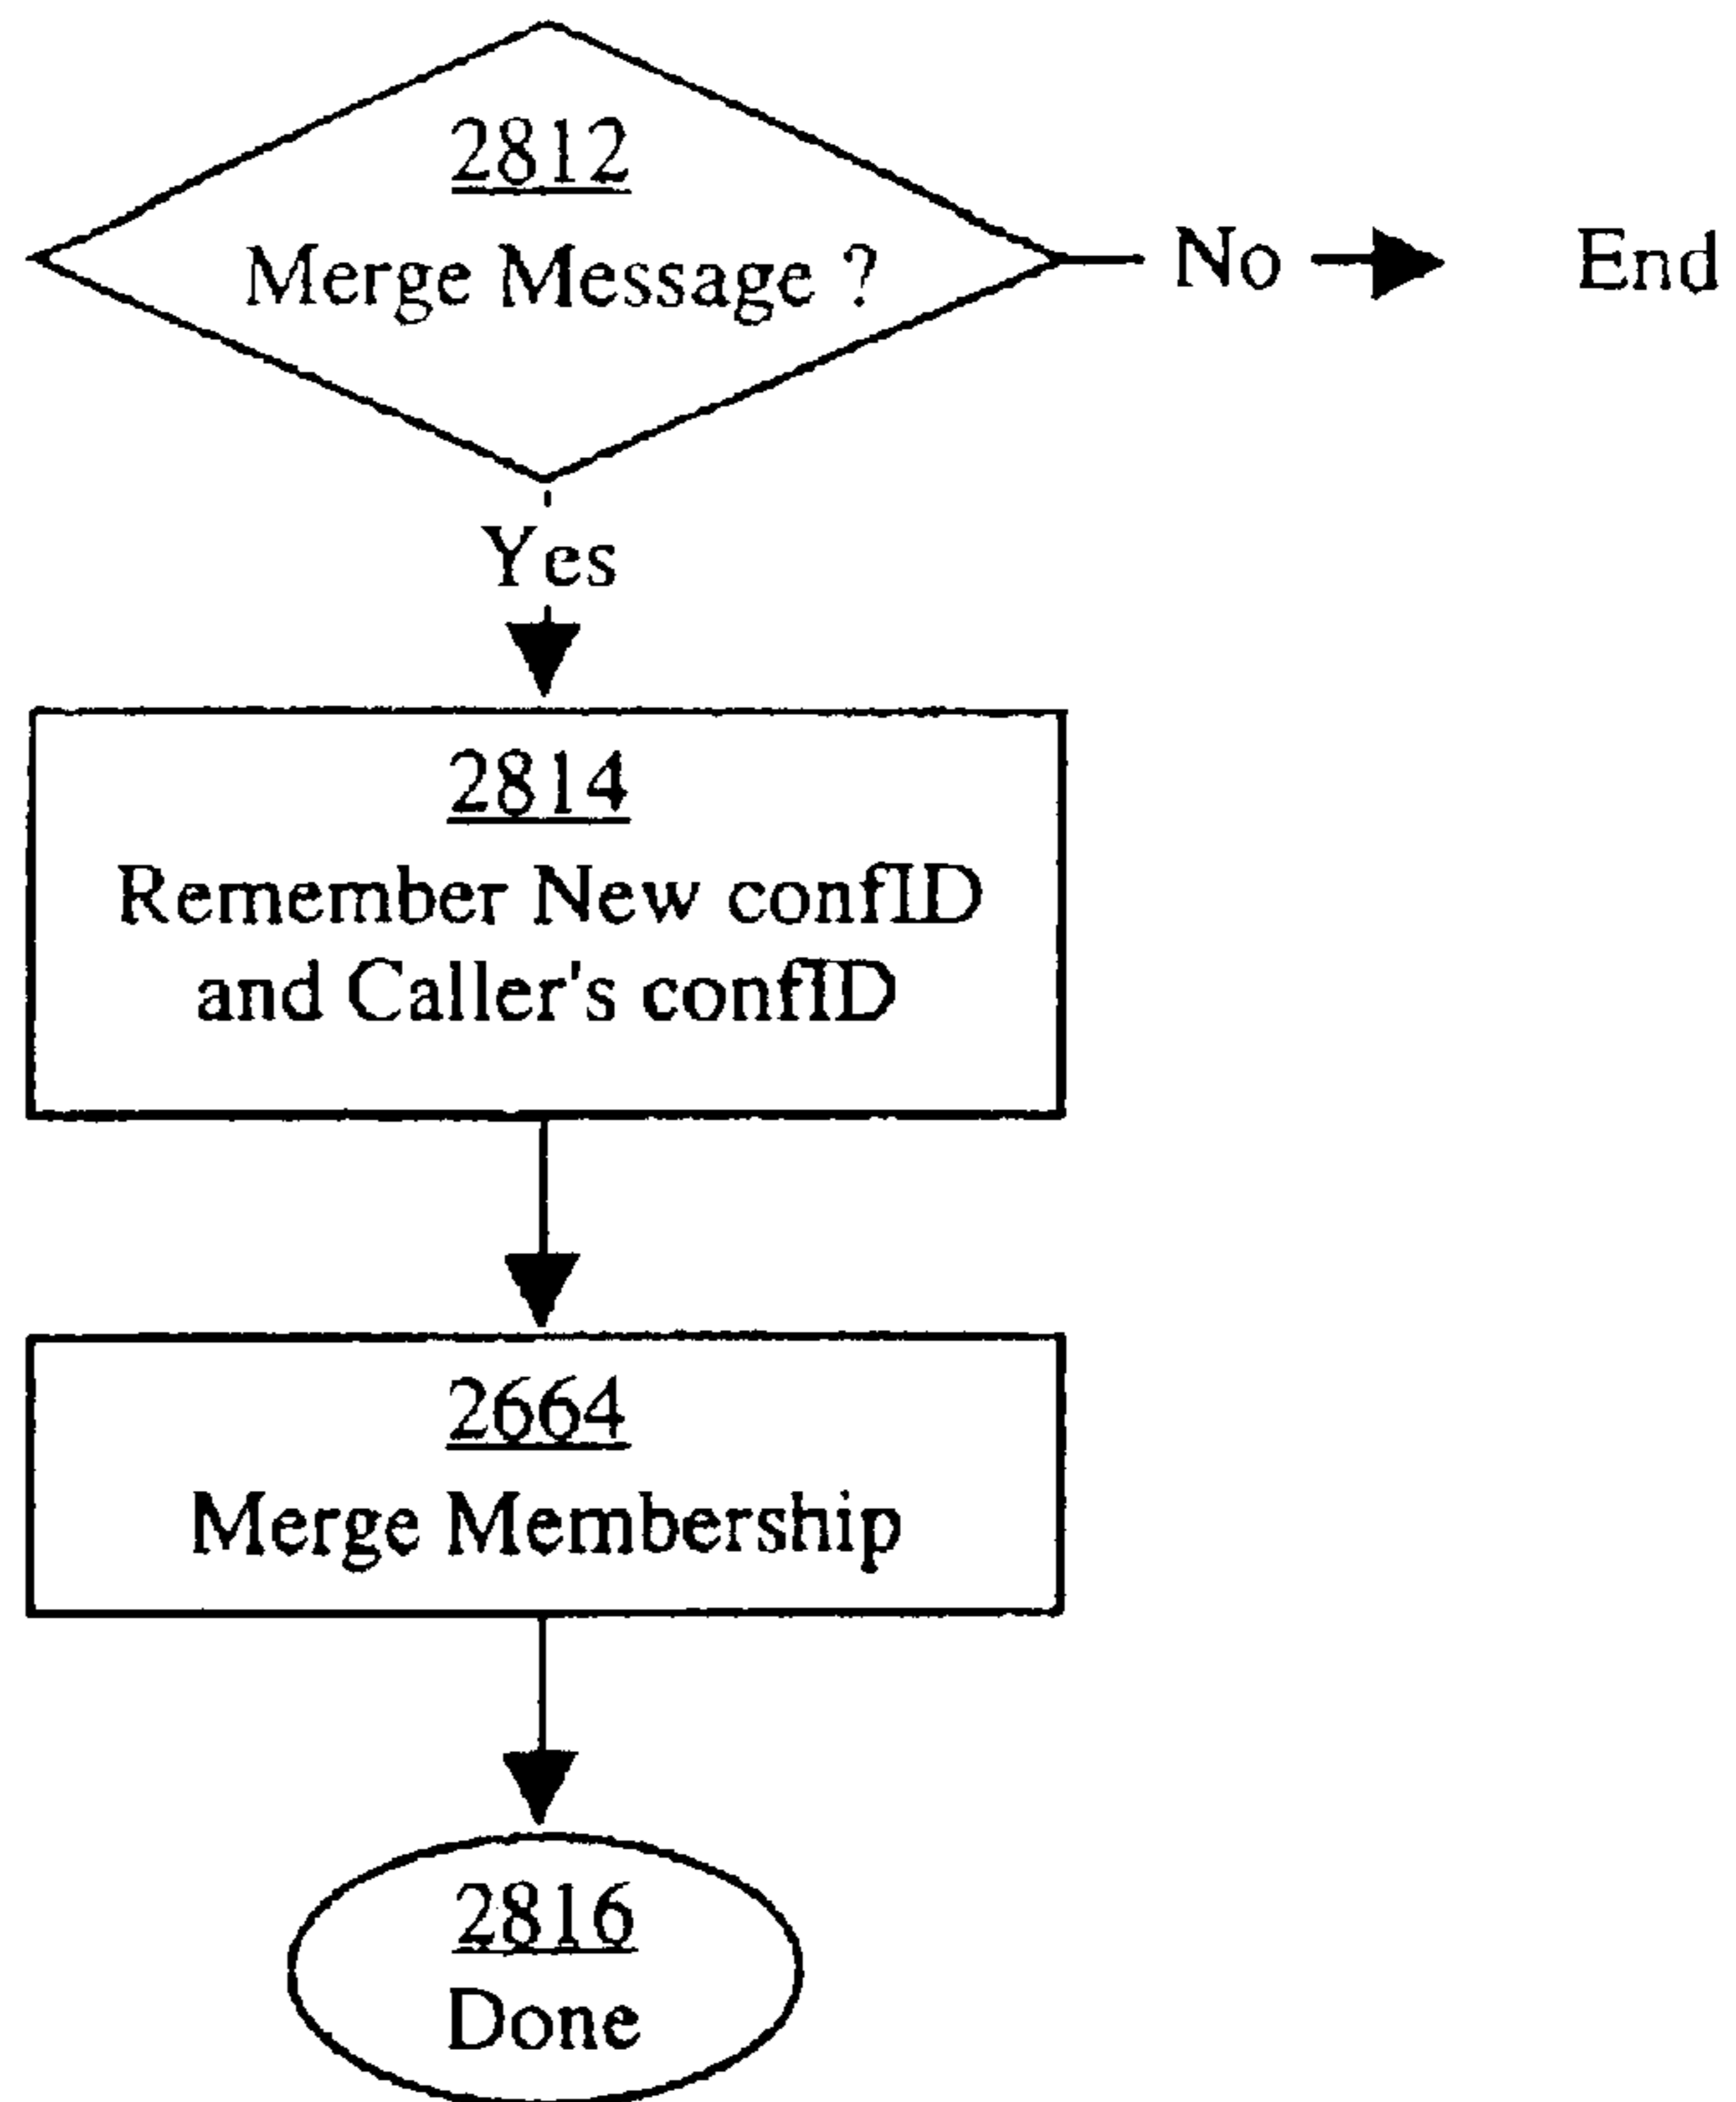 2812
Merge Message ?
No
End
Yes
2814
Remember New confID
and Caller's confID
2664
Merge Membership
2816
Done